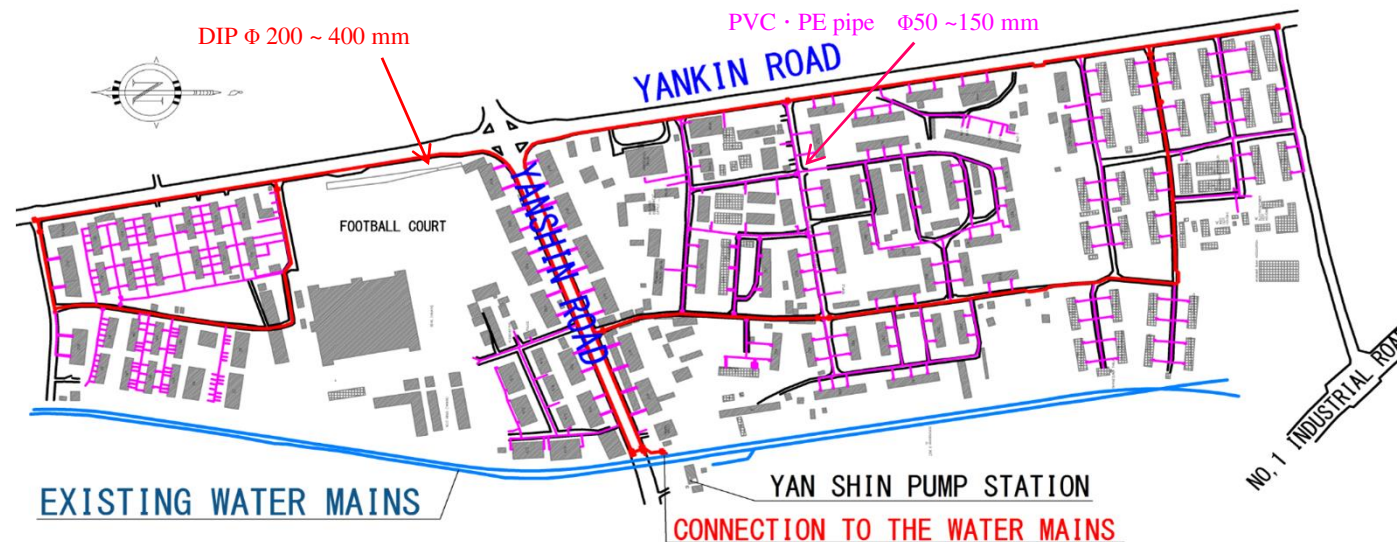 DIP Φ 200 ~ 400 mm
PVC・PE pipe Φ50 ~150 mm
YANKIN ROAD
N
YANSHIN ROAD
FOOTBALL COURT
NO,1 INDUSTRIAL ROAD
EXISTING WATER MAINS
YAN SHIN PUMP STATION
CONNECTION TO THE WATER MAINS